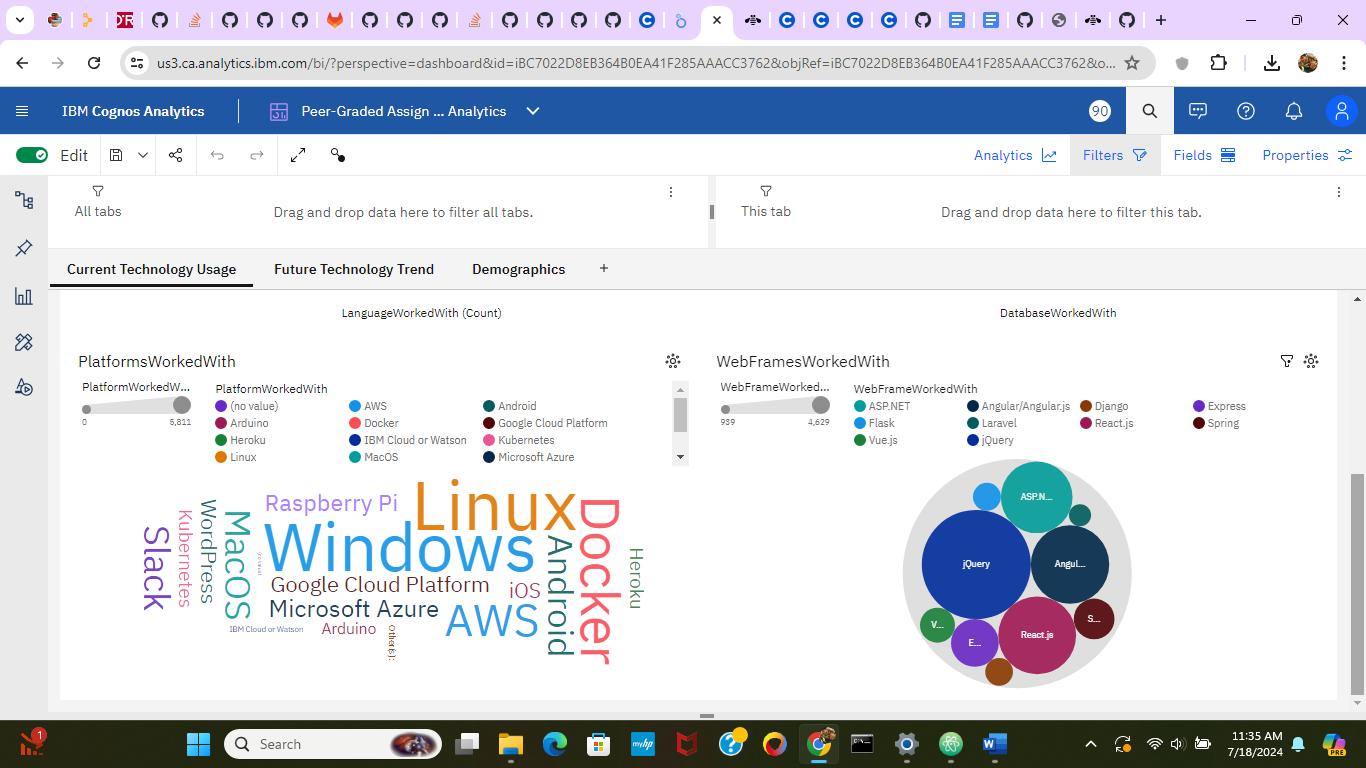 us3.ca.analytics.ibm.com/bi/?perspective=dashboard&id=iBC7022D8EB364B0EA41F285AAACC3762&objRef=iBC7022D8EB364B0EA41F285AAACC3762&o...
IBM Cognos Analytics
Peer-Graded Assign ... Analytics
90
Edit
Analytics
Filters
Fields
Properties
All tabs
Drag and drop data here to filter all tabs.
This tab
Drag and drop data here to filter this tab.
Current Technology Usage
Future Technology Trend
Demographics
LanguageWorkedWith (Count)
DatabaseWorkedWith
PlatformsWorkedWith
PlatformWorkedW...
0
5,811
PlatformWorkedWith
(no value)
AWS
Android
Arduino
Docker
Google Cloud Platform
Heroku
IBM Cloud or Watson
Kubernetes
Linux
MacOS
Microsoft Azure
Slack
Kubernetes
WordPress
MacOS
Raspberry Pi
Linux
Windows
Google Cloud Platform
iOS
Microsoft Azure
AWS
IBM Cloud or Watson
Arduino
Other(s):
Android
Docker
Heroku
WebFramesWorkedWith
WebFrameWorked...
939
4,629
WebFrameWorkedWith
ASP.NET
Angular/Angular.js
Django
Express
Flask
Laravel
React.js
Spring
Vue.js
jQuery
ASP.N...
jQuery
Angul...
V...
E...
React.js
S...
1
Search
myhp
PRE
11:35 AM
7/18/2024